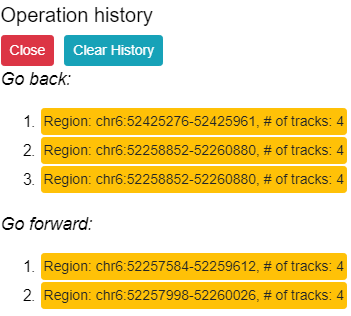 Operation history
Close Clear History
Go back:
1. Region: chr6:52425276-52425961, # of tracks: 4
2. Region: chr6:52258852-52260880, # of tracks: 4
3. Region: chr6:52258852-52260880, # of tracks: 4
Go forward:
1. Region: chr6:52257584-52259612, # of tracks: 4
2. Region: chr6:52257998-52260026, # of tracks: 4